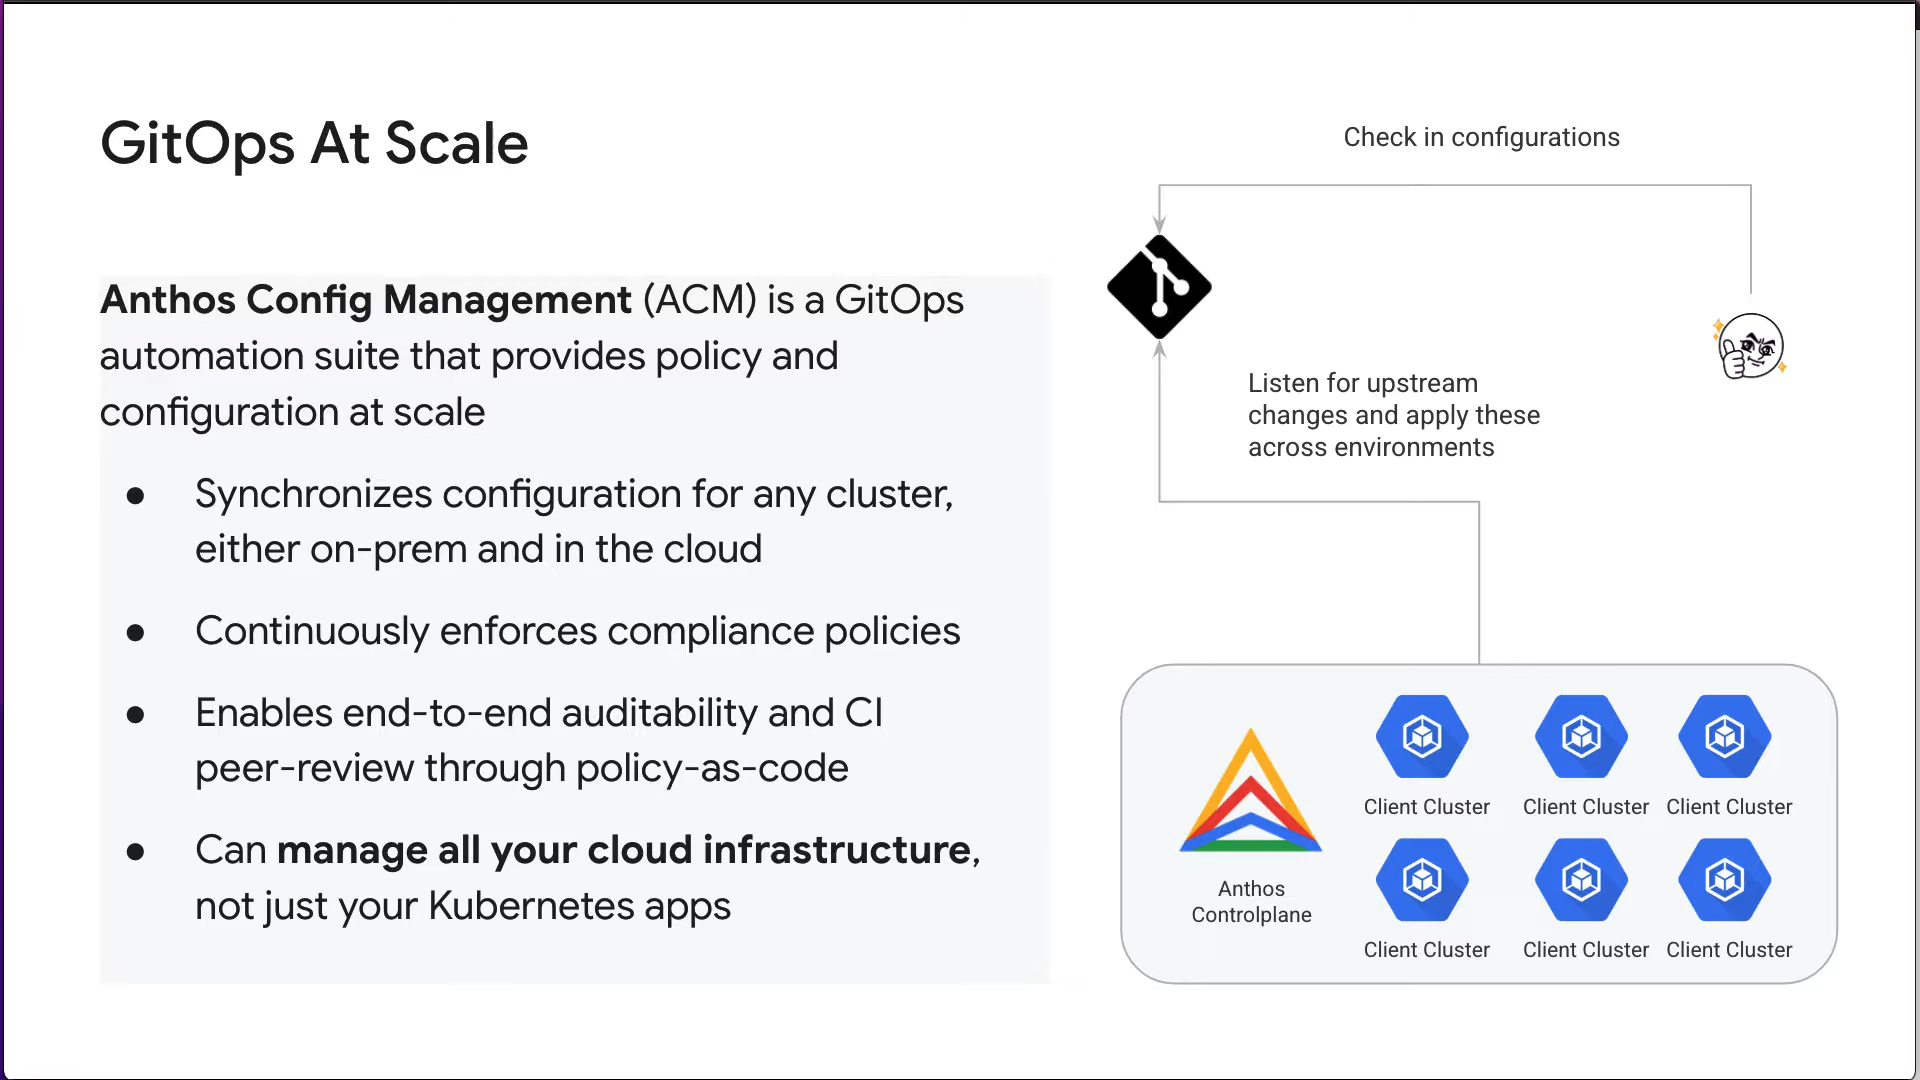 GitOps At Scale
Anthos Config Management (ACM) is a GitOps
automation suite that provides policy and
configuration at scale
● Synchronizes configuration for any cluster,
either on-prem and in the cloud
● Continuously enforces compliance policies
● Enables end-to-end auditability and CI
peer-review through policy-as-code
● Can manage all your cloud infrastructure,
not just your Kubernetes apps
Check in configurations
Listen for upstream
changes and apply these
across environments
Anthos
Controlplane
Client Cluster
Client Cluster
Client Cluster
Client Cluster
Client Cluster
Client Cluster